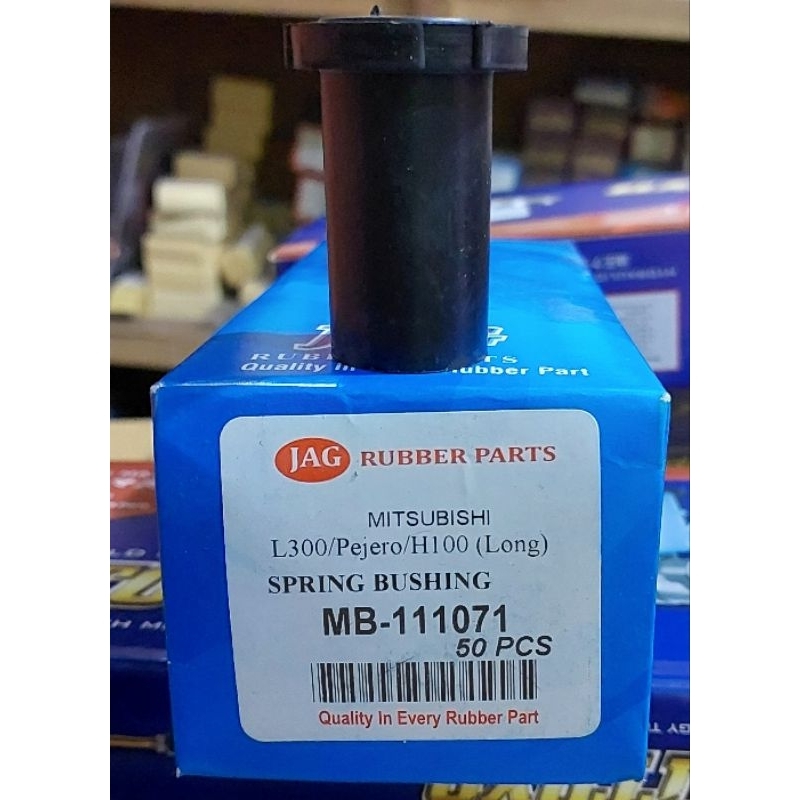 RUBBER PARTS
Quality In Every Rubber Part
JAG RUBBER PARTS
MITSUBISHI
L300/Pejero/H100 (Long)
SPRING BUSHING
MB-111071
50 PCS
Quality In Every Rubber Part